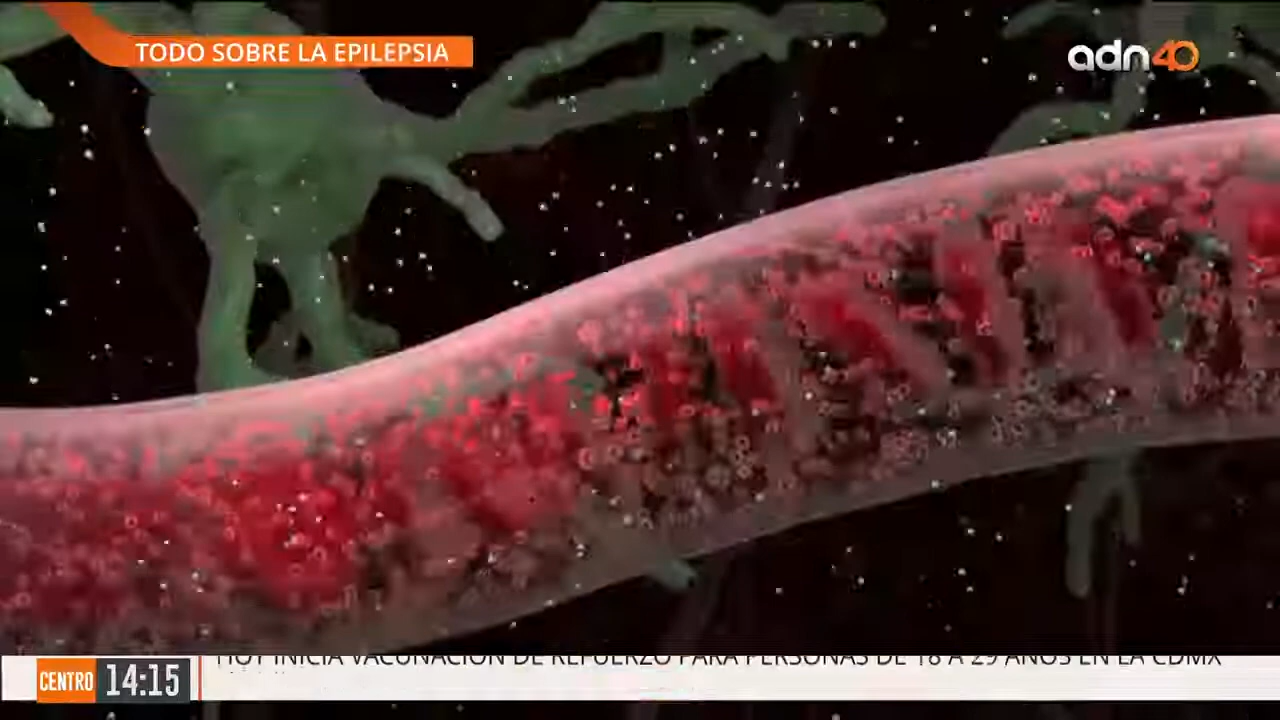 TODO SOBRE LA EPILEPSIA
adn40
CENTRO 14:15
HOY INICIA VACUNACIÓN DE REFUERZO PARA PERSONAS DE 18 A 29 AÑOS EN LA CDMX